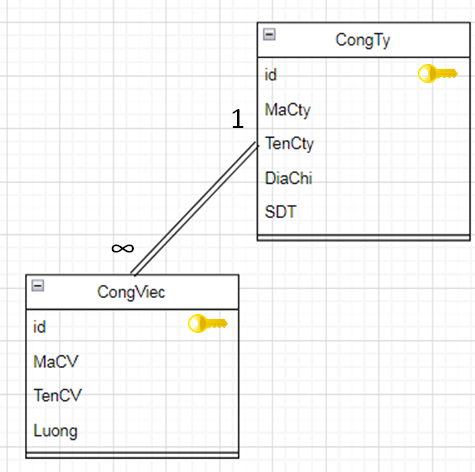 CongTy
id
MaCty
1
TenCty
DiaChi
SDT
∞
CongViec
id
MaCV
TenCV
Luong